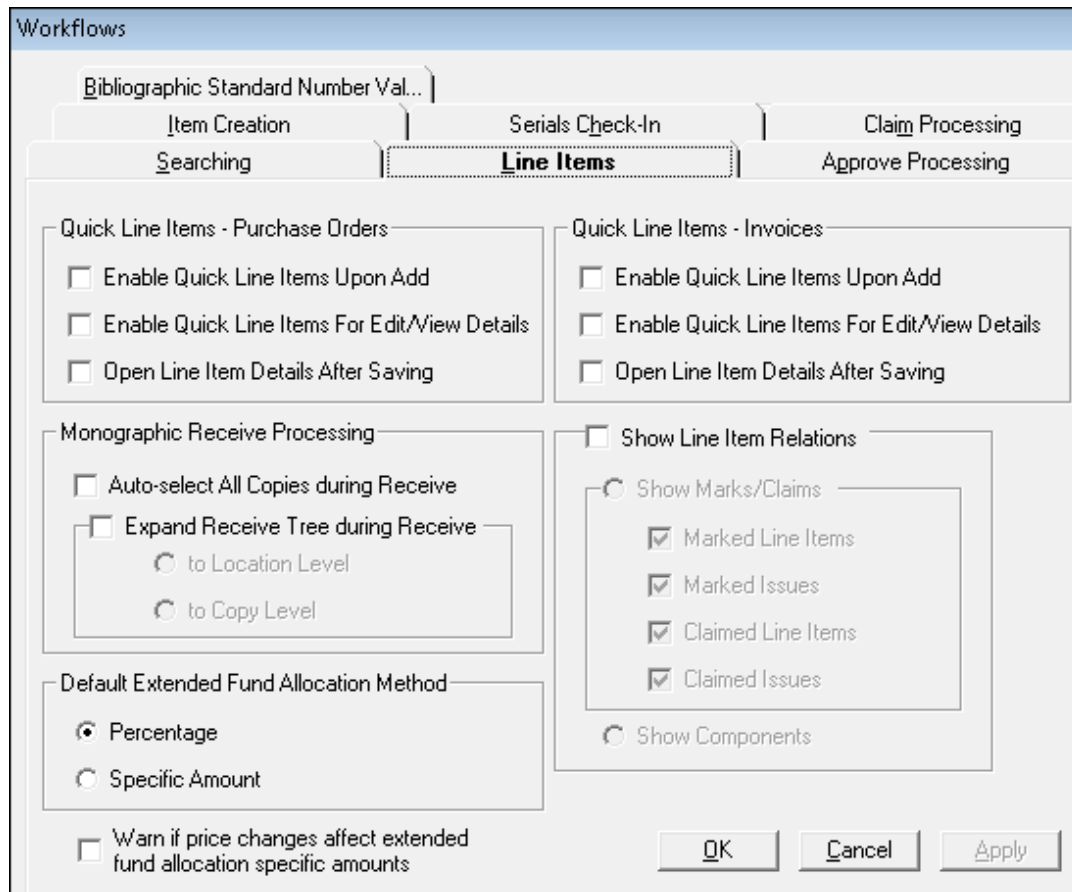 Workflows
Bibliographic Standard Number Val...
Item Creation
Serials Check-In
Claim Processing
Searching
Line Items
Approve Processing
Quick Line Items - Purchase Orders
Enable Quick Line Items Upon Add
Enable Quick Line Items For Edit/View Details
Open Line Item Details After Saving
Quick Line Items - Invoices
Enable Quick Line Items Upon Add
Enable Quick Line Items For Edit/View Details
Open Line Item Details After Saving
Monographic Receive Processing
Auto-select All Copies during Receive
Expand Receive Tree during Receive
to Location Level
to Copy Level
Show Line Item Relations
Show Marks/Claims
Marked Line Items
Marked Issues
Claimed Line Items
Claimed Issues
Show Components
Default Extended Fund Allocation Method
Percentage
Specific Amount
Warn if price changes affect extended
fund allocation specific amounts
OK
Cancel
Apply